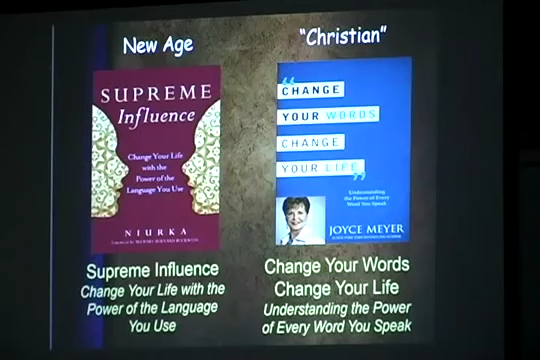 New Age
SUPREME
Influence
Change Your Life
with the
Power of the
Language You Use
NIURKA
Supreme Influence
Change Your Life with the
Power of the Language
You Use
"Christian"
"CHANGE
YOUR WORDS
CHANGE
YOUR LIFE"
Understanding
the Power of Every
Word You Speak
JOYCE MEYER
Change Your Words
Change Your Life
Understanding the Power
of Every Word You Speak